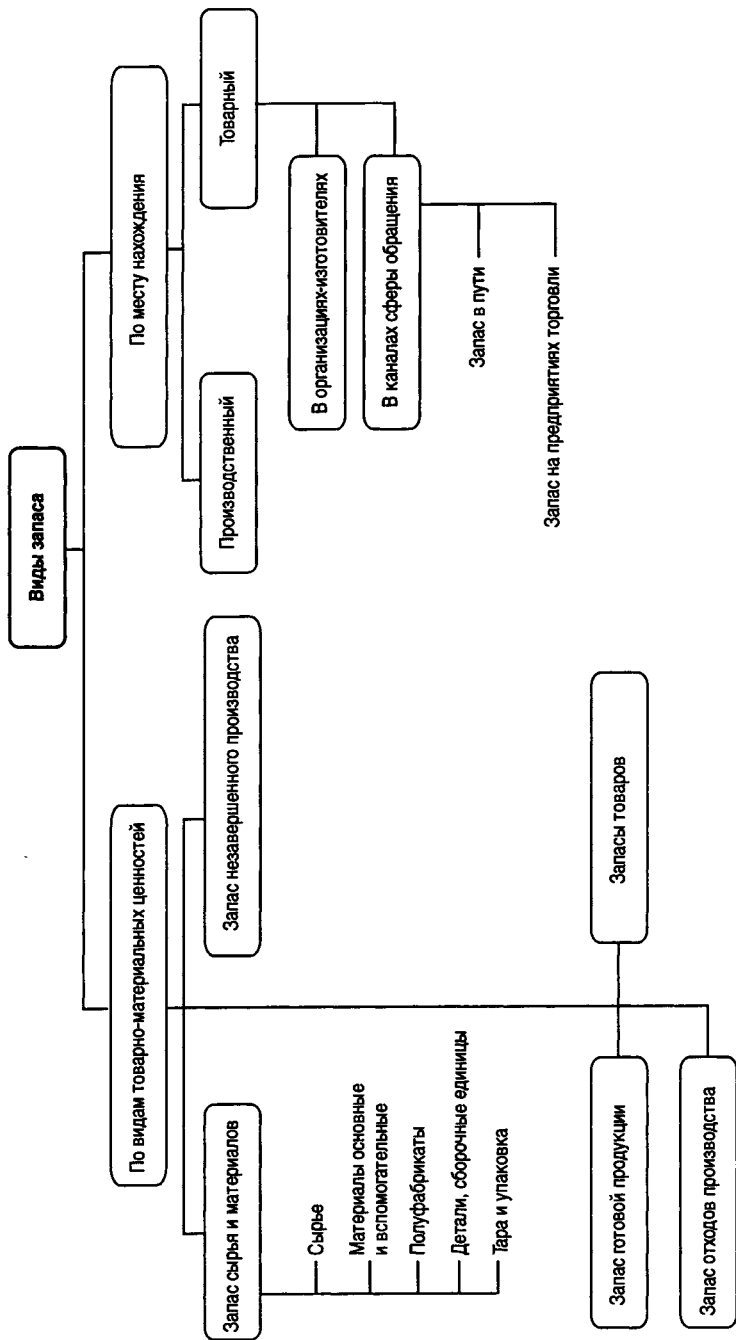 Виды запаса
По видам товарно-материальных ценностей
По месту нахождения
Запас сырья и материалов
Запас незавершенного производства
Производственный
Товарный
Сырье
Материалы основные
и вспомогательные
Полуфабрикаты
Детали, сборочные единицы
Тара и упаковка
В организациях-изготовителях
В каналах сферы обращения
Запас в пути
Запас на предприятиях торговли
Запас готовой продукции
Запасы товаров
Запас отходов производства